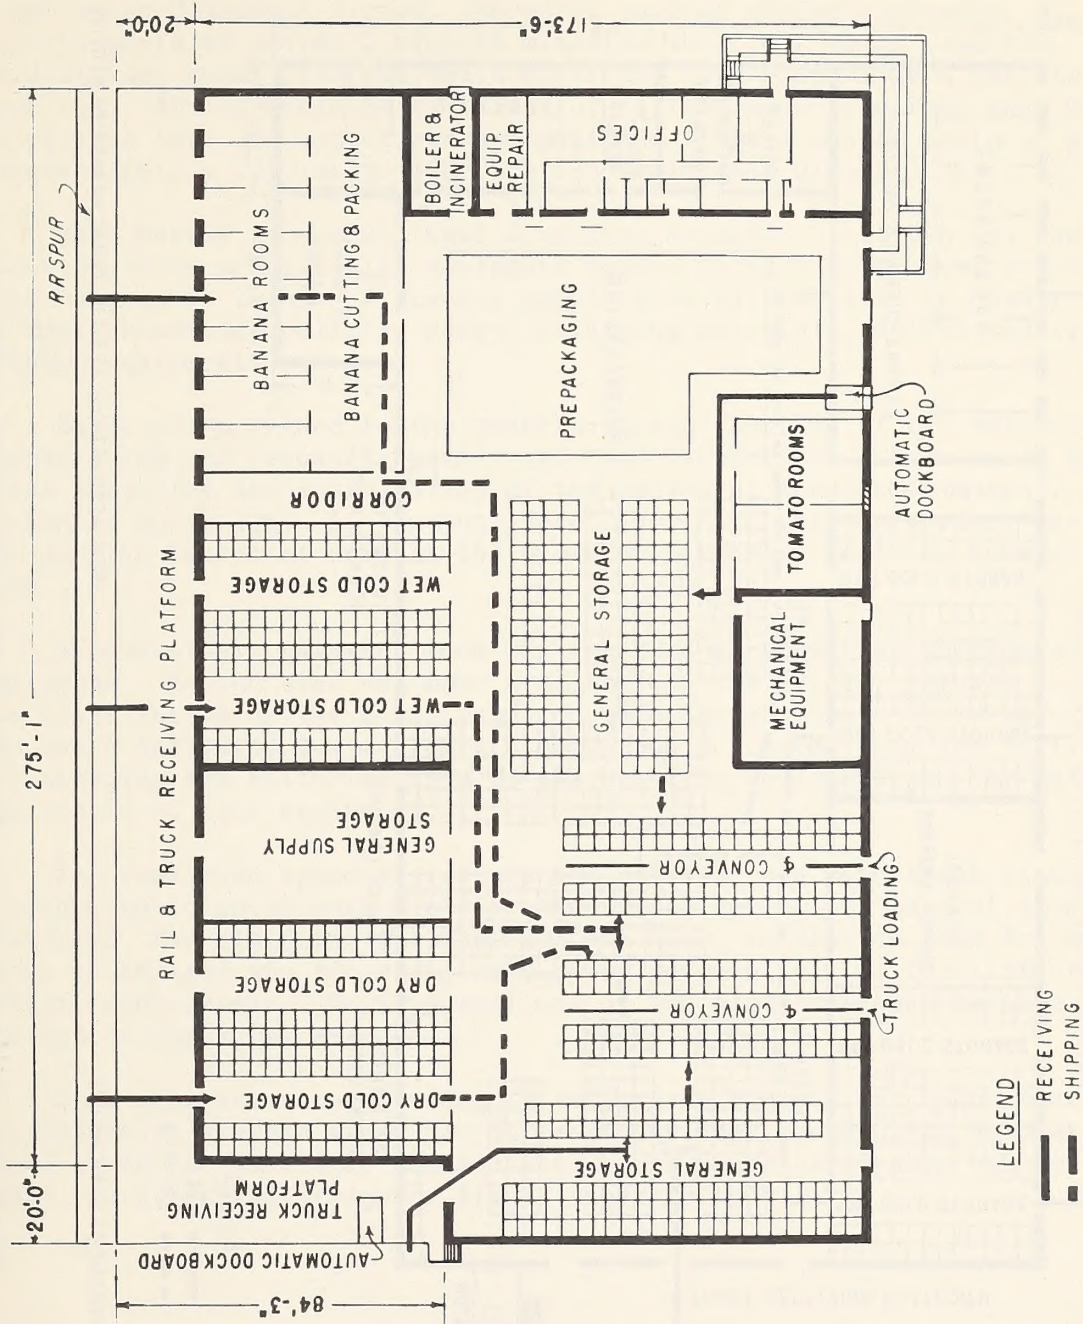 20'-0"
173'-6"
275'-1"
20'-0"
84'-3"
RR SPUR
RAIL & TRUCK RECEIVING PLATFORM
BANANA ROOMS
BANANA CUTTING & PACKING
BOILER &
INCINERATOR
EQUIP.
REPAIR
OFFICES
PREPACKAGING
CORRIDOR
WET COLD STORAGE
WET COLD STORAGE
GENERAL SUPPLY
STORAGE
DRY COLD STORAGE
DRY COLD STORAGE
TRUCK RECEIVING
PLATFORM
AUTOMATIC DOCKBOARD
GENERAL STORAGE
TOMATO ROOMS
AUTOMATIC
DOCKBOARD
MECHANICAL
EQUIPMENT
℄ CONVEYOR
℄ CONVEYOR
TRUCK LOADING
GENERAL STORAGE
LEGEND
RECEIVING
SHIPPING